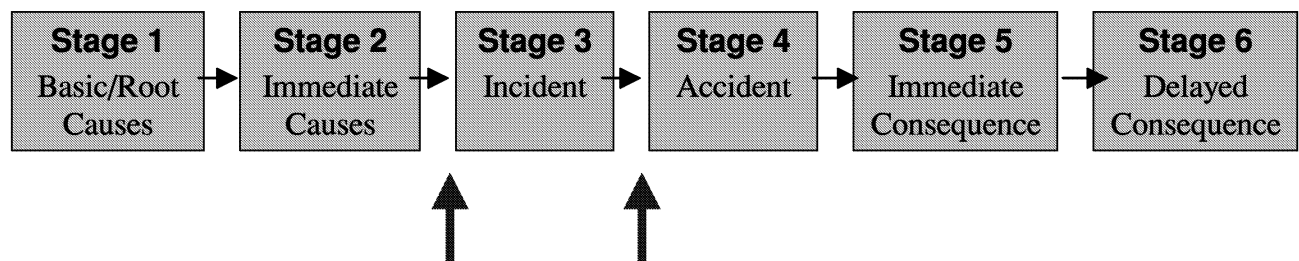 Stage 1
Basic/Root
Causes
Stage 2
Immediate
Causes
Stage 3
Incident
Stage 4
Accident
Stage 5
Immediate
Consequence
Stage 6
Delayed
Consequence